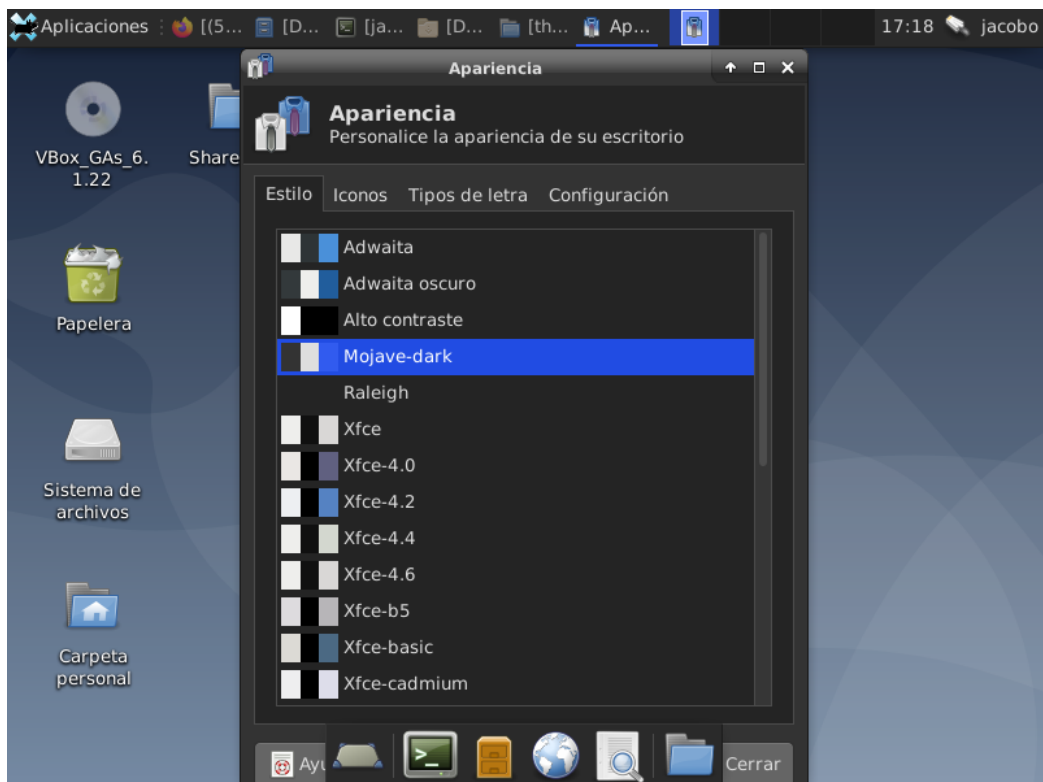 Aplicaciones [(5... [D... [ja... [D... [th... Ap... 17:18 jacobo
Apariencia
Apariencia
Personalice la apariencia de su escritorio
VBox_GAs_6.
1.22
Share
Estilo Iconos Tipos de letra Configuración
Adwaita
Adwaita oscuro
Alto contraste
Papelera
Mojave-dark
Raleigh
Xfce
Xfce-4.0
Sistema de
archivos
Xfce-4.2
Xfce-4.4
Xfce-4.6
Xfce-b5
Xfce-basic
Carpeta
personal
Xfce-cadmium
Ayu
>_
Cerrar